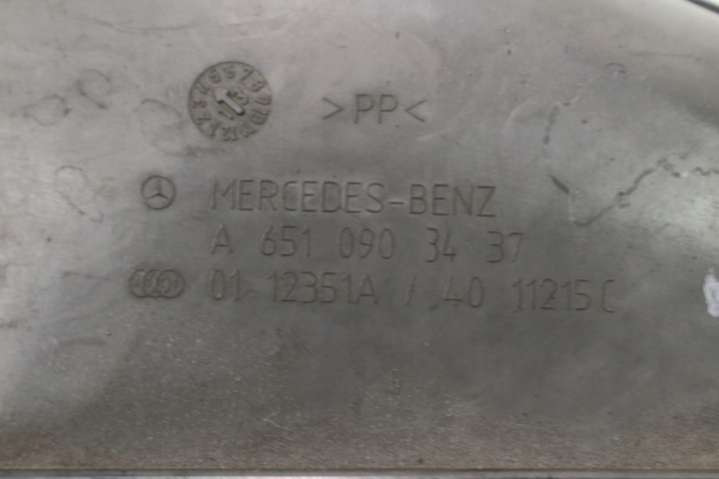 >PP<
MERCEDES-BENZ
A 651 090 34 37
01 12351A / 40 11215C